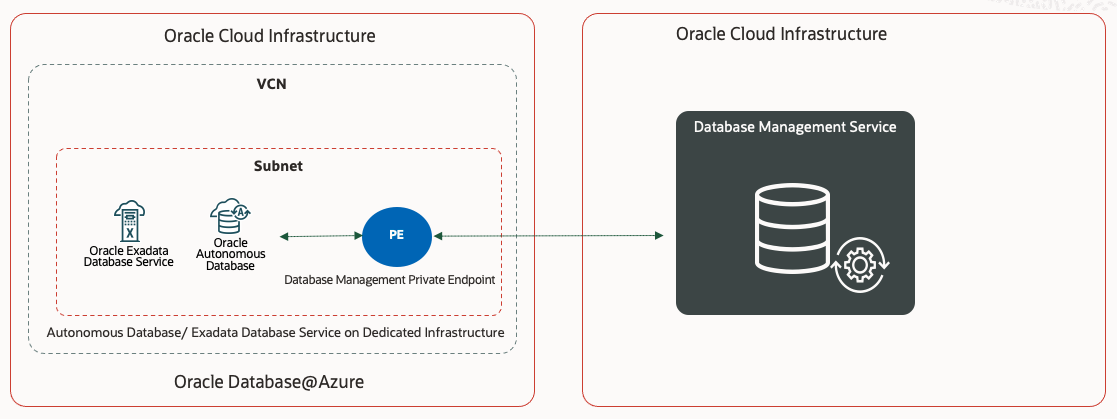 Oracle Cloud Infrastructure
VCN
Subnet
X
Oracle Exadata
Database Service
A
Oracle
Autonomous
Database
PE
Database Management Private Endpoint
Autonomous Database/ Exadata Database Service on Dedicated Infrastructure
Oracle Database@Azure
Oracle Cloud Infrastructure
Database Management Service